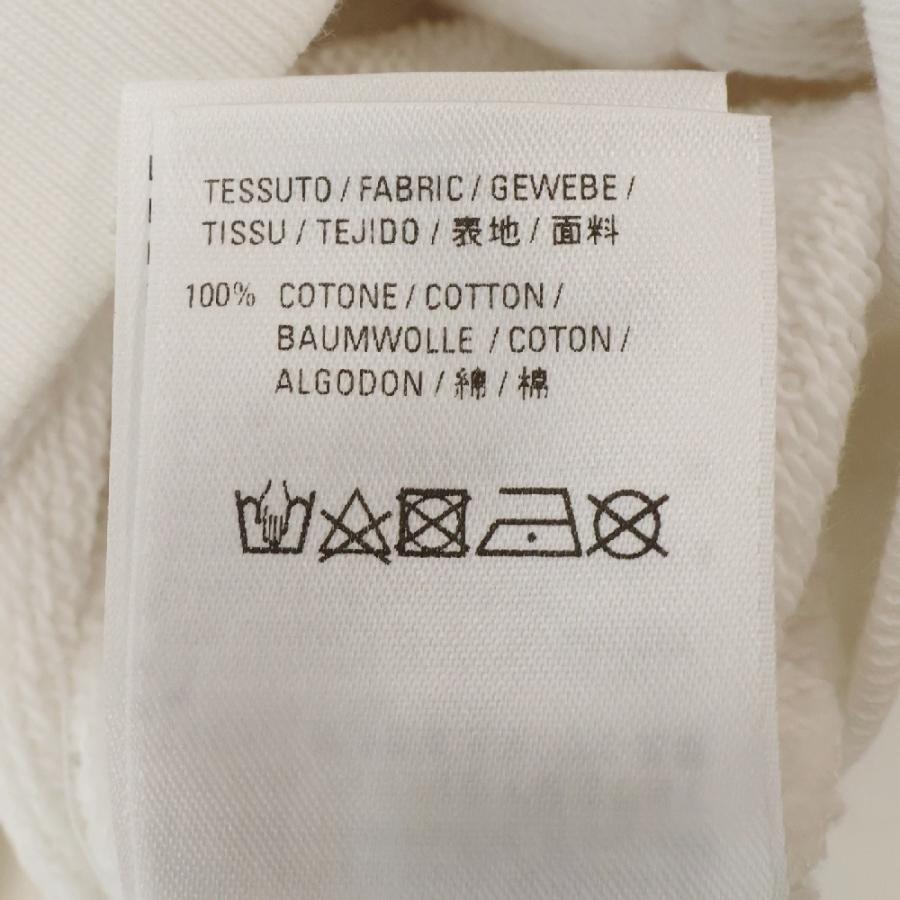 TESSUTO / FABRIC / GEWEBE /
TISSU / TEJIDO / 表地 / 面料
100% COTONE / COTTON /
BAUMWOLLE / COTON /
ALGODON / 綿 / 棉